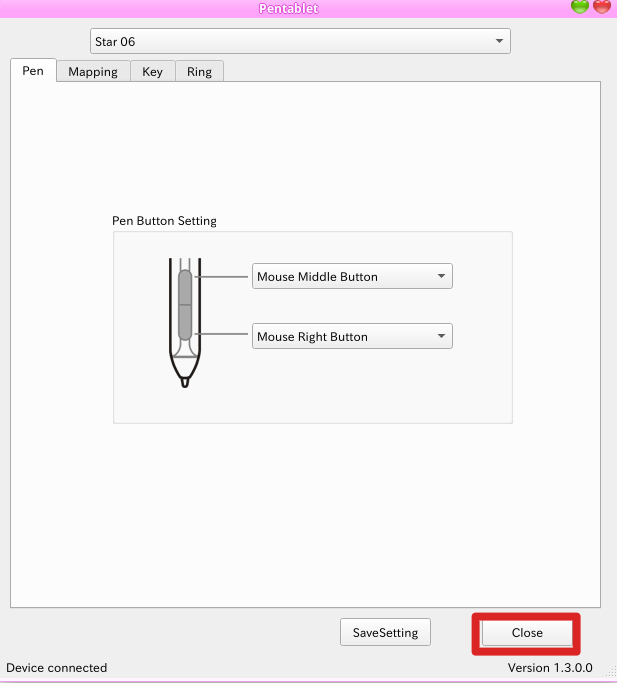 Pentablet
Star 06
Pen Mapping Key Ring
Pen Button Setting
Mouse Middle Button
Mouse Right Button
SaveSetting Close
Device connected Version 1.3.0.0